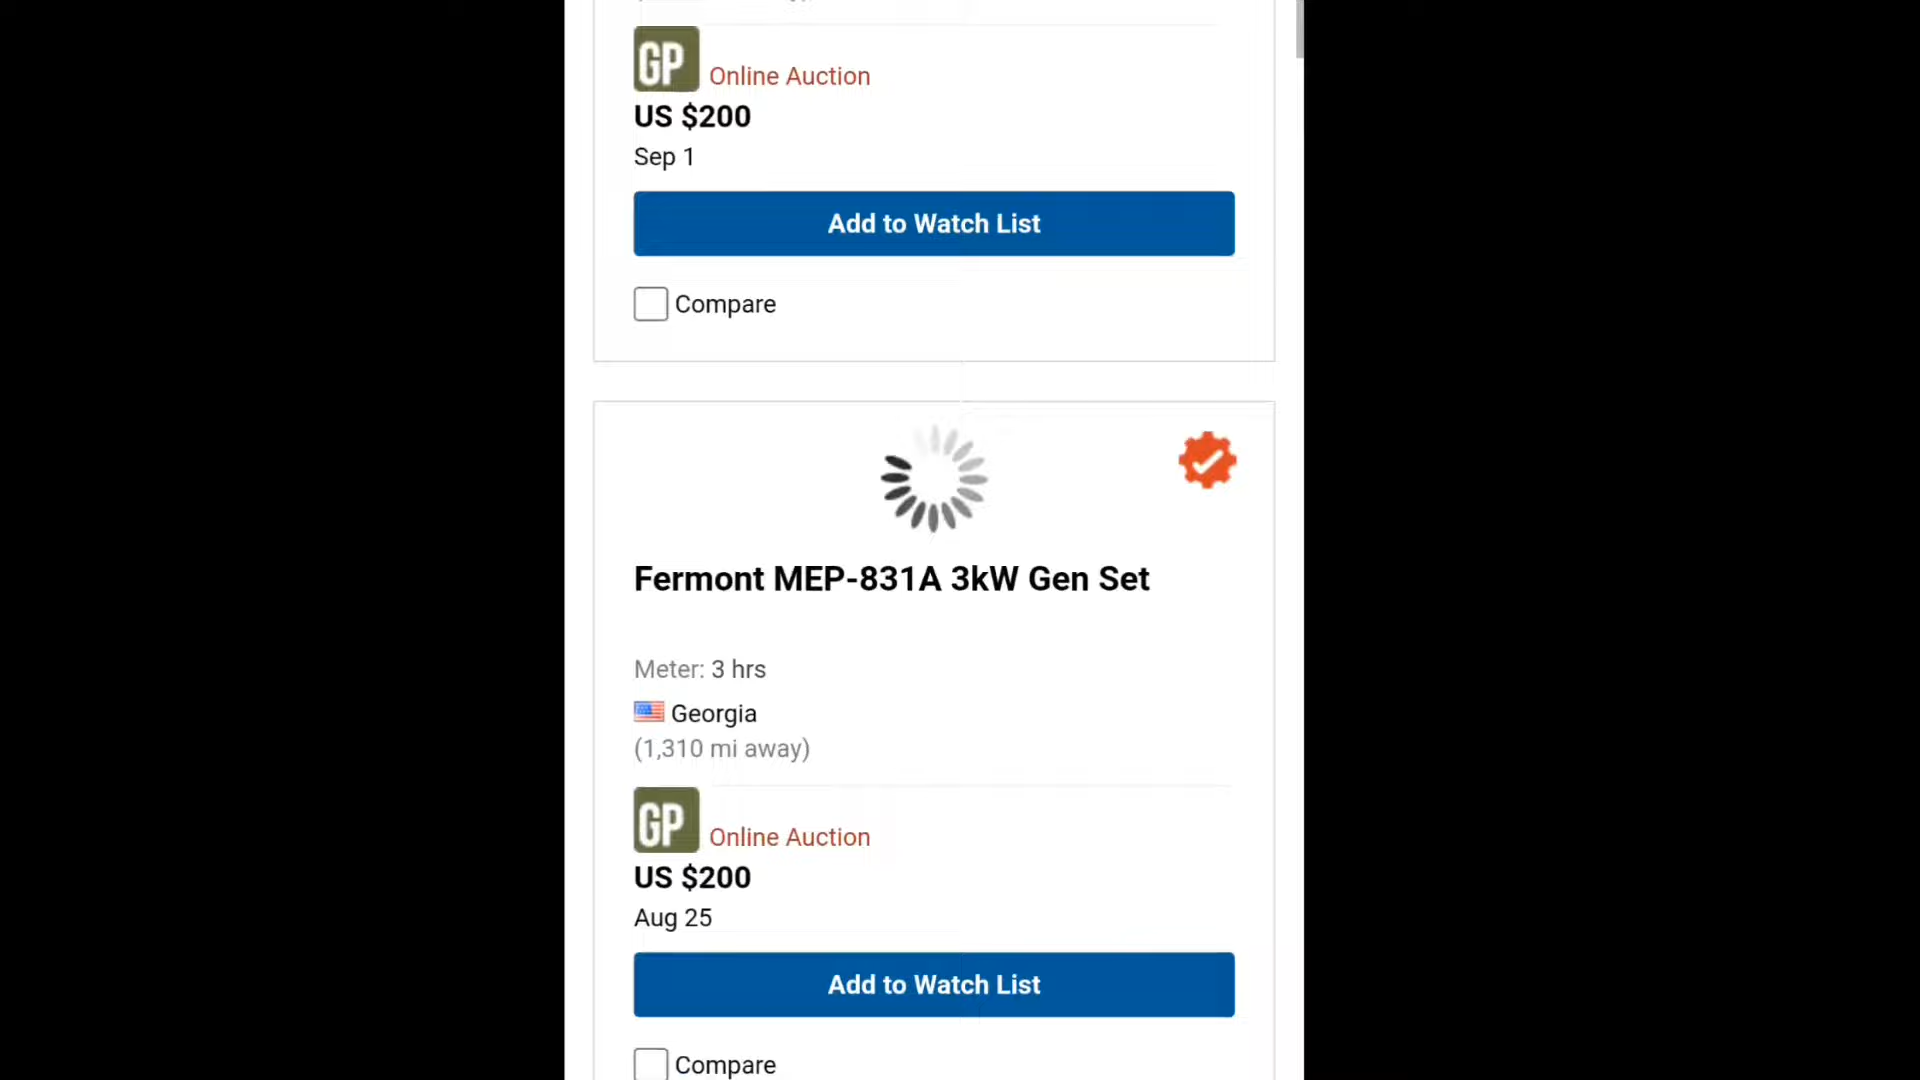 GP Online Auction
US $200
Sep 1
Add to Watch List
Compare
Fermont MEP-831A 3kW Gen Set
Meter: 3 hrs
Georgia
(1,310 mi away)
GP Online Auction
US $200
Aug 25
Add to Watch List
Compare